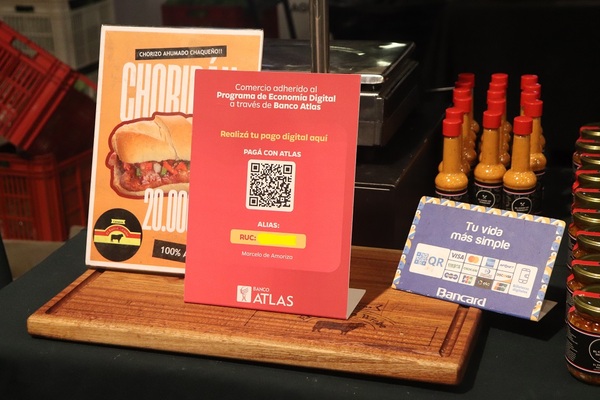 CHORIZO AHUMADO CHAQUEÑO!!
CHORIPÁN
20.00
100% A
Comercio adherido al
Programa de Economía Digital
a través de Banco Atlas
Realizá tu pago digital aquí
PAGÁ CON ATLAS
ALIAS:
RUC:
Marcelo de Amoriza
BANCO
ATLAS
Tu vida
más simple
QR
VISA
Bancard